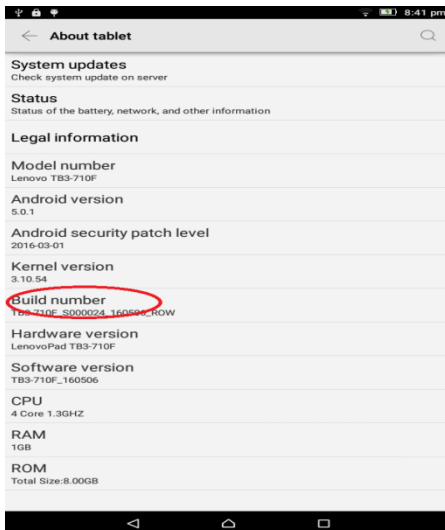 8:41 pm
About tablet
System updates
Check system update on server
Status
Status of the battery, network, and other information
Legal information
Model number
Lenovo TB3-710F
Android version
5.0.1
Android security patch level
2016-03-01
Kernel version
3.10.54
Build number
TB3-710F_S000024_160506_ROW
Hardware version
LenovoPad TB3-710F
Software version
TB3-710F_160506
CPU
4 Core 1.3GHZ
RAM
1GB
ROM
Total Size:8.00GB